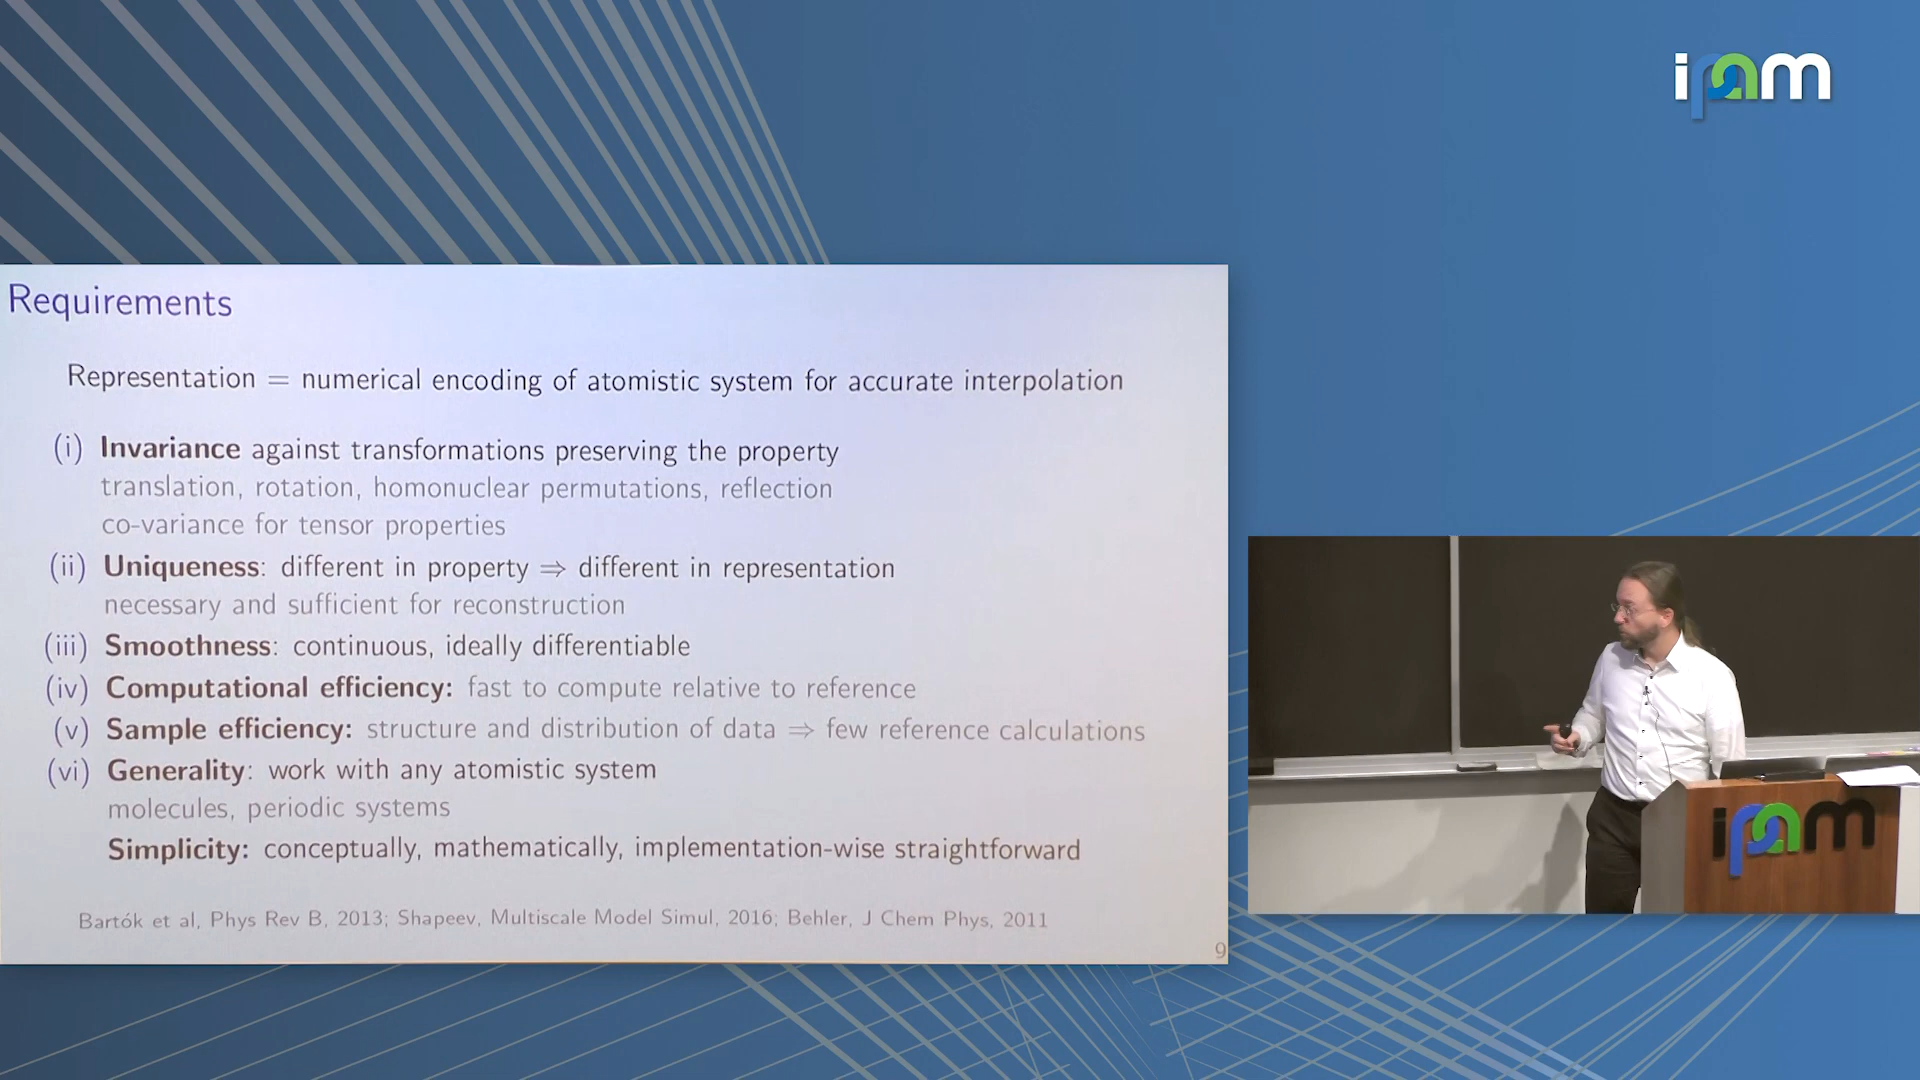 ipam
Requirements
Representation = numerical encoding of atomistic system for accurate interpolation
(i) Invariance against transformations preserving the property
translation, rotation, homonuclear permutations, reflection
co-variance for tensor properties
(ii) Uniqueness: different in property ⇒ different in representation
necessary and sufficient for reconstruction
(iii) Smoothness: continuous, ideally differentiable
(iv) Computational efficiency: fast to compute relative to reference
(v) Sample efficiency: structure and distribution of data ⇒ few reference calculations
(vi) Generality: work with any atomistic system
molecules, periodic systems
Simplicity: conceptually, mathematically, implementation-wise straightforward
Bartók et al, Phys Rev B, 2013; Shapeev, Multiscale Model Simul, 2016; Behler, J Chem Phys, 2011
9
ipam